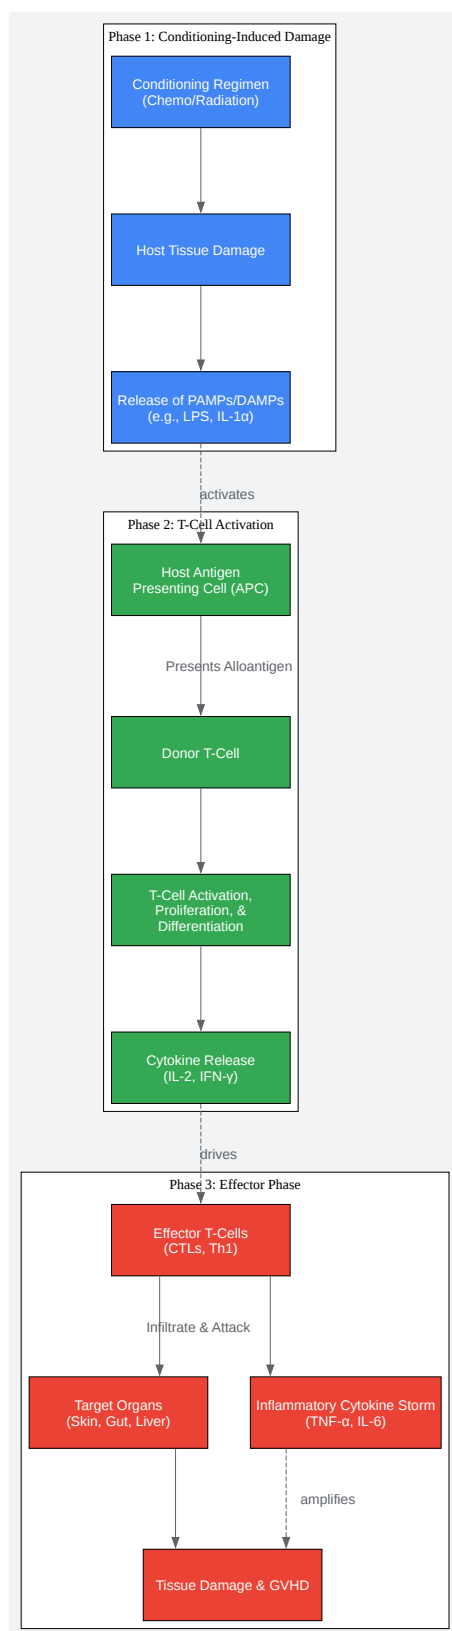 Phase 1: Conditioning-Induced Damage
Conditioning Regimen
(Chemo/Radiation)
Host Tissue Damage
Release of PAMPs/DAMPs
(e.g., LPS, IL-1α)
activates
Phase 2: T-Cell Activation
Host Antigen
Presenting Cell (APC)
Presents Alloantigen
Donor T-Cell
T-Cell Activation,
Proliferation, &
Differentiation
Cytokine Release
(IL-2, IFN-γ)
drives
Phase 3: Effector Phase
Effector T-Cells
(CTLs, Th1)
Infiltrate & Attack
Target Organs
(Skin, Gut, Liver)
Inflammatory Cytokine Storm
(TNF-α, IL-6)
amplifies
Tissue Damage & GVHD